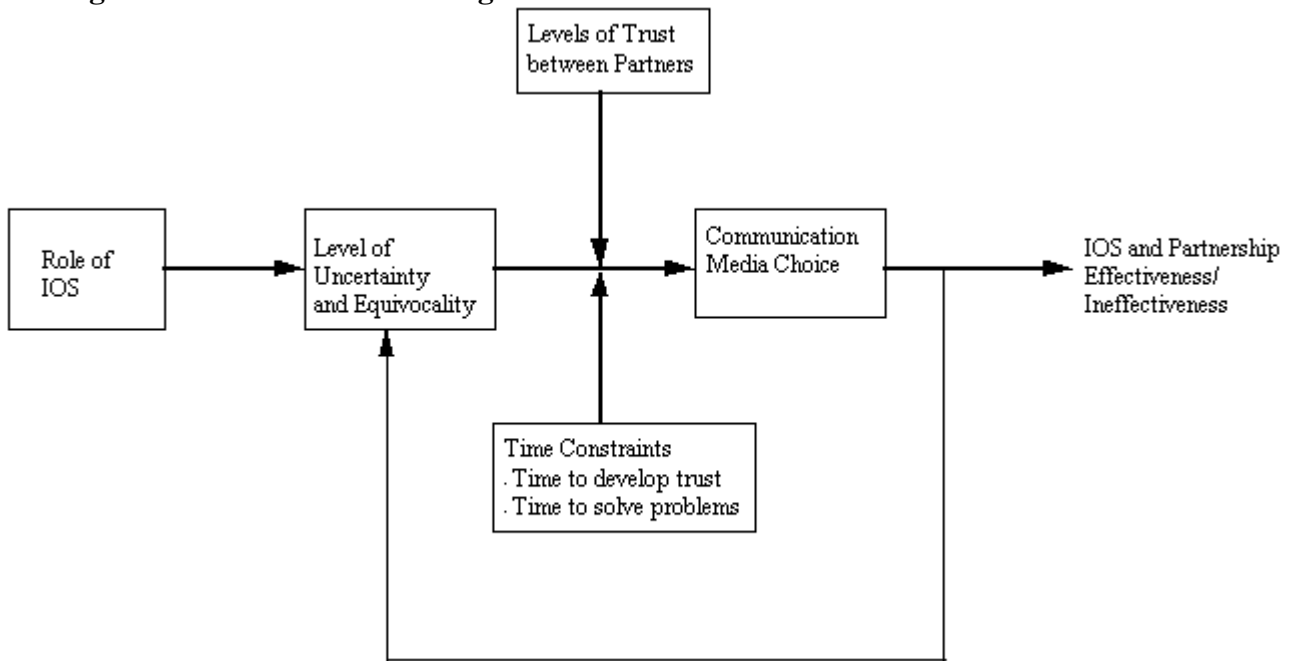 Levels of Trust
between Partners
Role of
IOS
Level of
Uncertainty
and Equivocality
Communication
Media Choice
IOS and Partnership
Effectiveness/
Ineffectiveness
Time Constraints
. Time to develop trust
. Time to solve problems